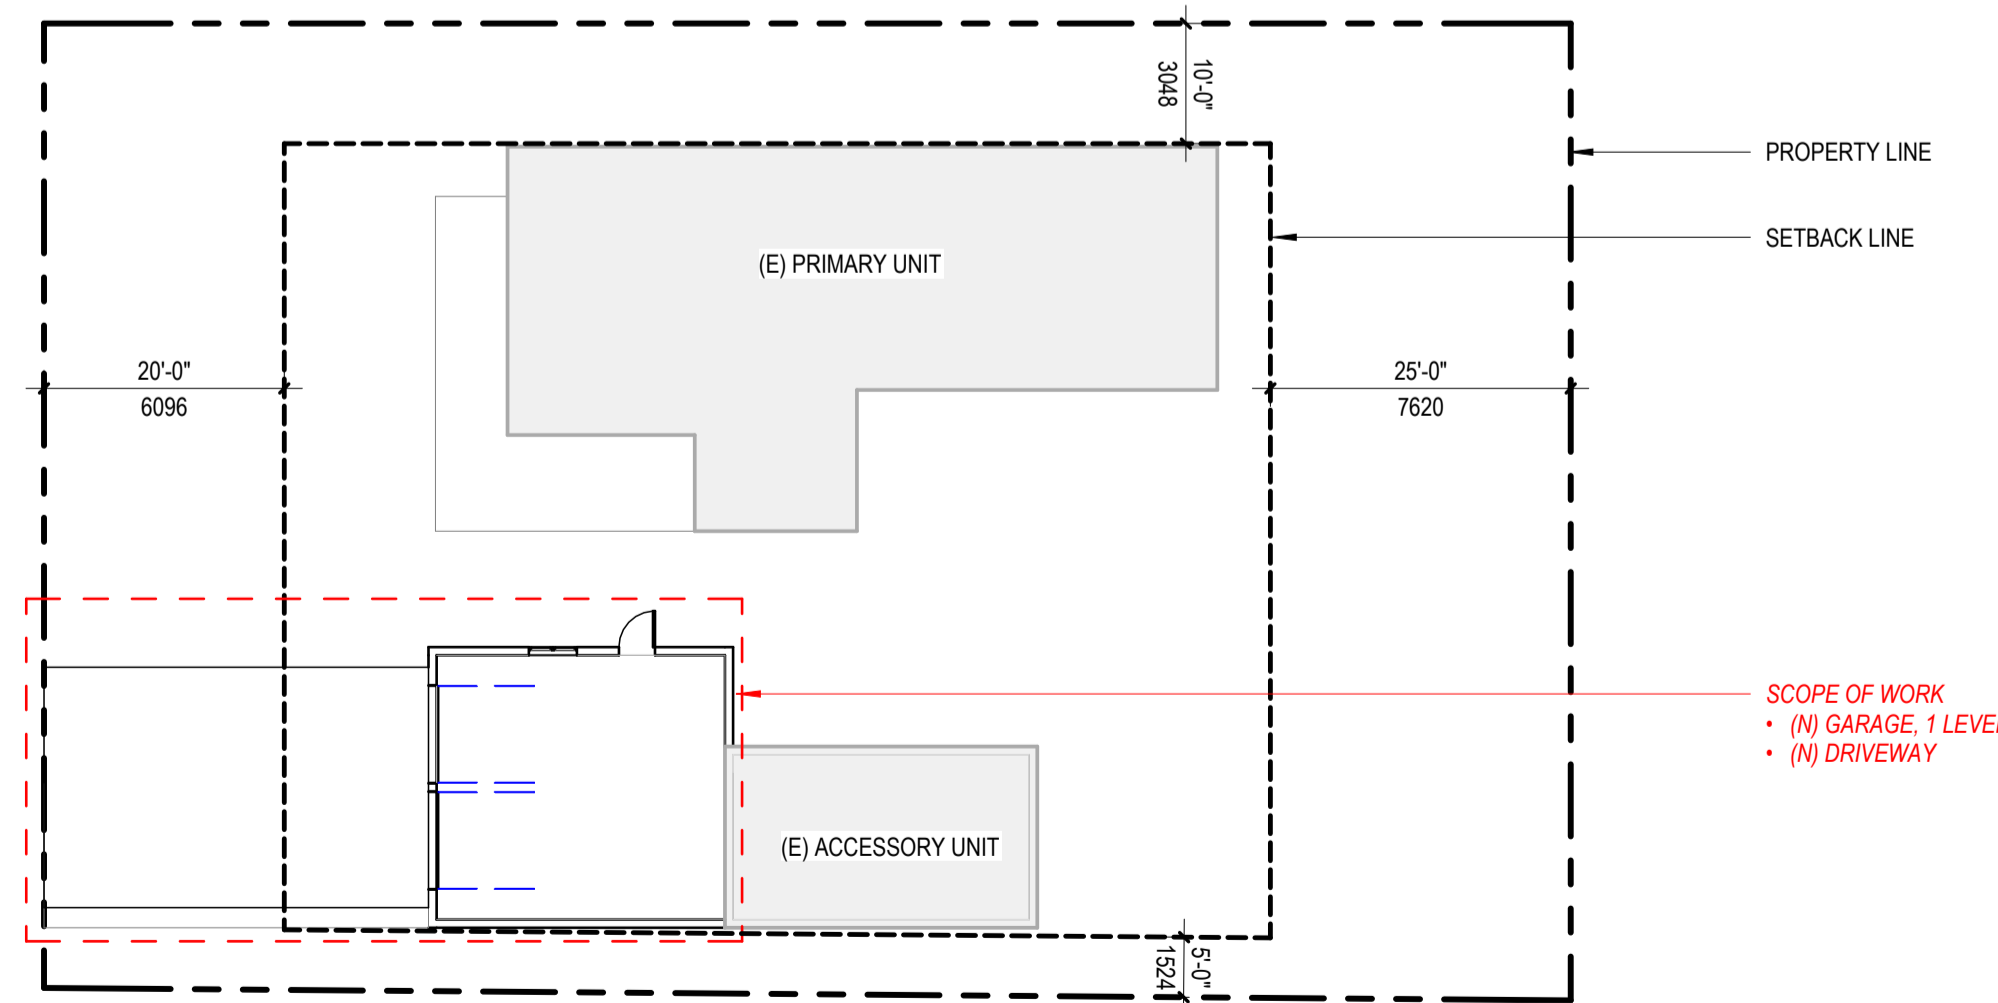 10'-0"
3048
PROPERTY LINE
SETBACK LINE
(E) PRIMARY UNIT
20'-0"
6096
25'-0"
7620
SCOPE OF WORK
• (N) GARAGE, 1 LEVEL
• (N) DRIVEWAY
(E) ACCESSORY UNIT
5'-0"
1524